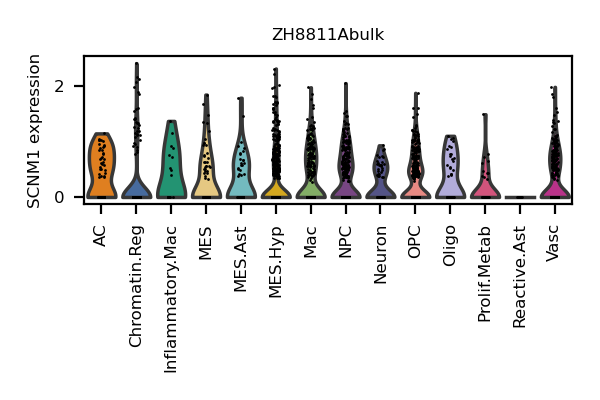 ZH8811Abulk
SCNM1 expression
2
0
AC
Chromatin.Reg
Inflammatory.Mac
MES
MES.Ast
MES.Hyp
Mac
NPC
Neuron
OPC
Oligo
Prolif.Metab
Reactive.Ast
Vasc